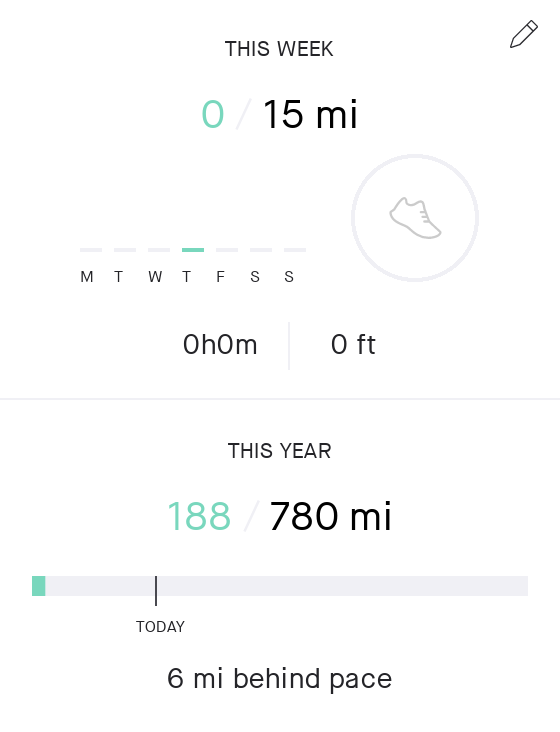 THIS WEEK
0 / 15 mi
M T W T F S S
0h0m 0 ft
THIS YEAR
188 / 780 mi
TODAY
6 mi behind pace